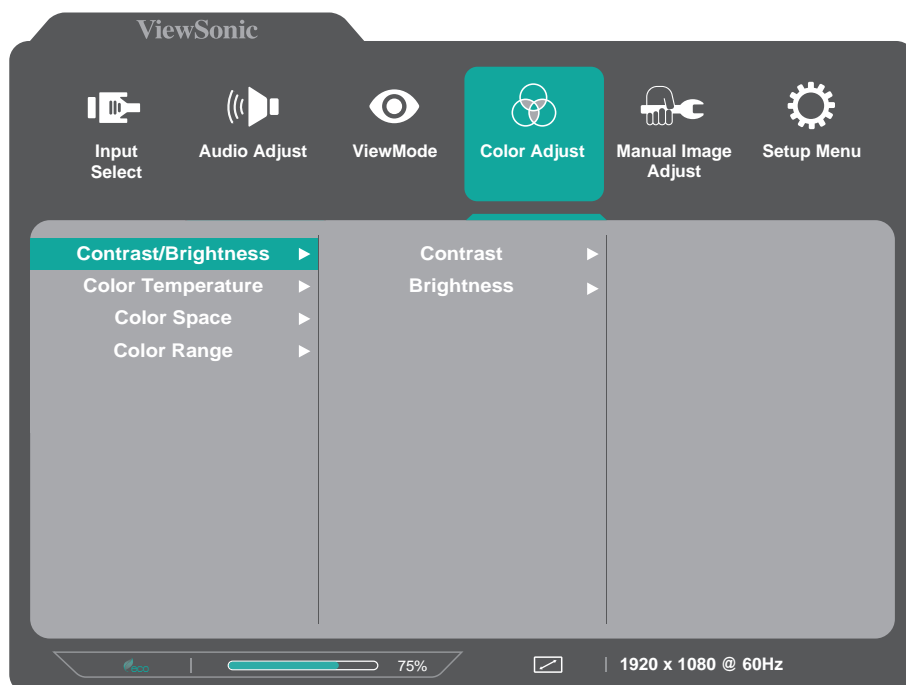 ViewSonic
Input
Select
Audio Adjust
ViewMode
Color Adjust
Manual Image
Adjust
Setup Menu
Contrast/Brightness
Color Temperature
Color Space
Color Range
Contrast
Brightness
eco
75%
1920 x 1080 @ 60Hz